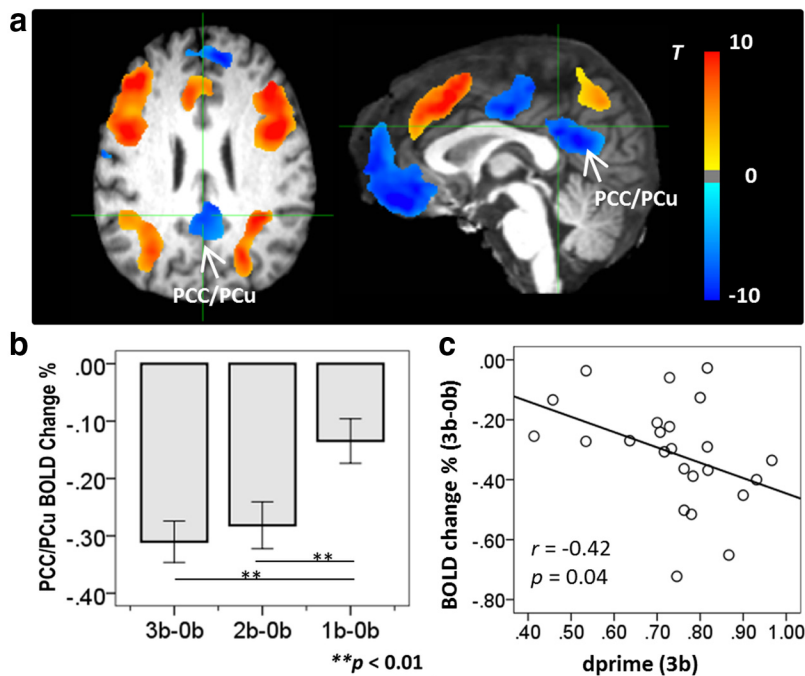 a
T
10
0
-10
PCC/PCu
PCC/PCu
b
PCC/PCu BOLD Change %
.00
-.10
-.20
-.30
-.40
**
**
3b-0b
2b-0b
1b-0b
**p < 0.01
c
BOLD change % (3b-0b)
.00
-.20
-.40
-.60
-.80
r = -0.42
p = 0.04
.40
.50
.60
.70
.80
.90
1.00
dprime (3b)